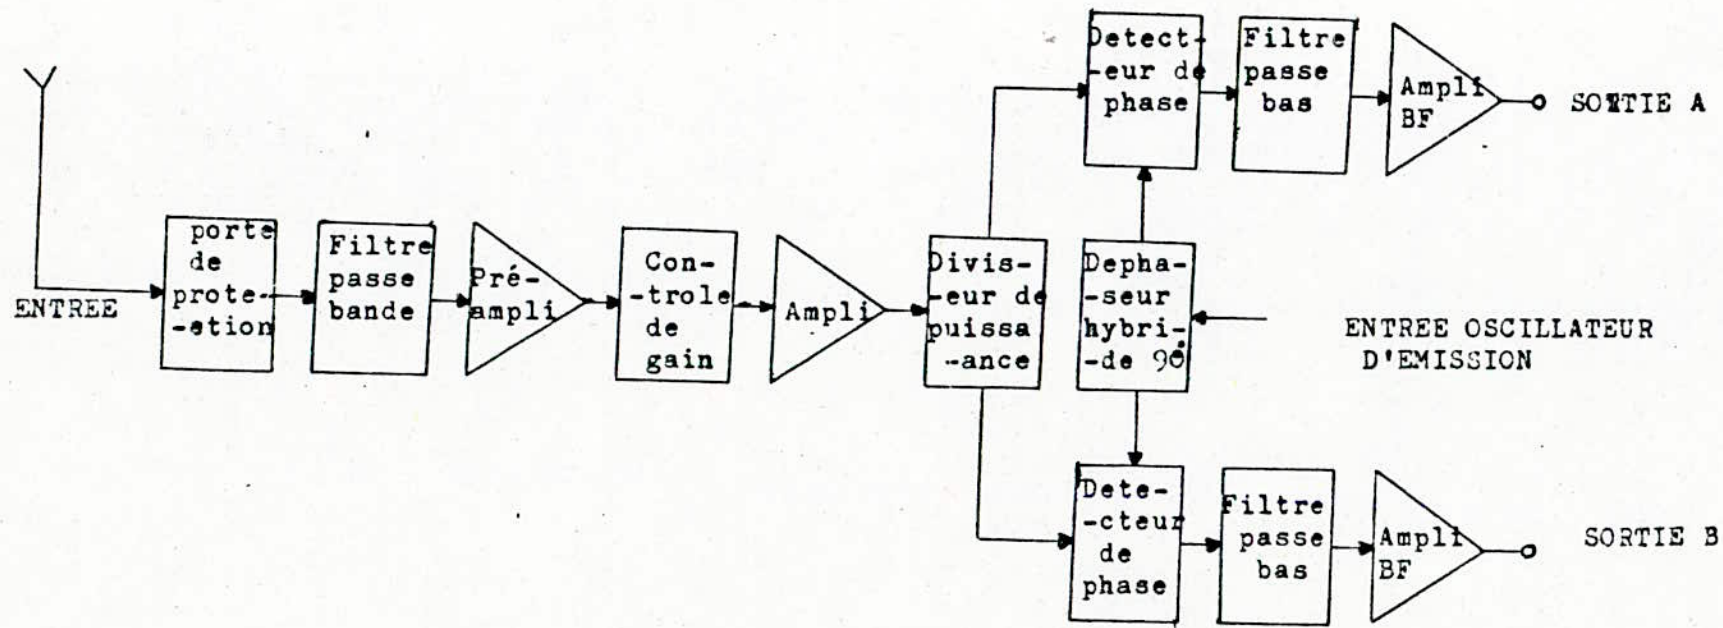 Detect-
-eur de
phase
Filtre
passe
bas
Ampli
BF
SORTIE A
ENTREE
porte
de
prote-
-ction
Filtre
passe
bande
Pré-
ampli
Con-
-trole
de
gain
Ampli
Divis-
-eur de
puissa
-ance
Depha-
-seur
hybri-
-de 90°
ENTREE OSCILLATEUR
D'EMISSION
Dete-
-cteur
de
phase
Filtre
passe
bas
Ampli
BF
SORTIE B